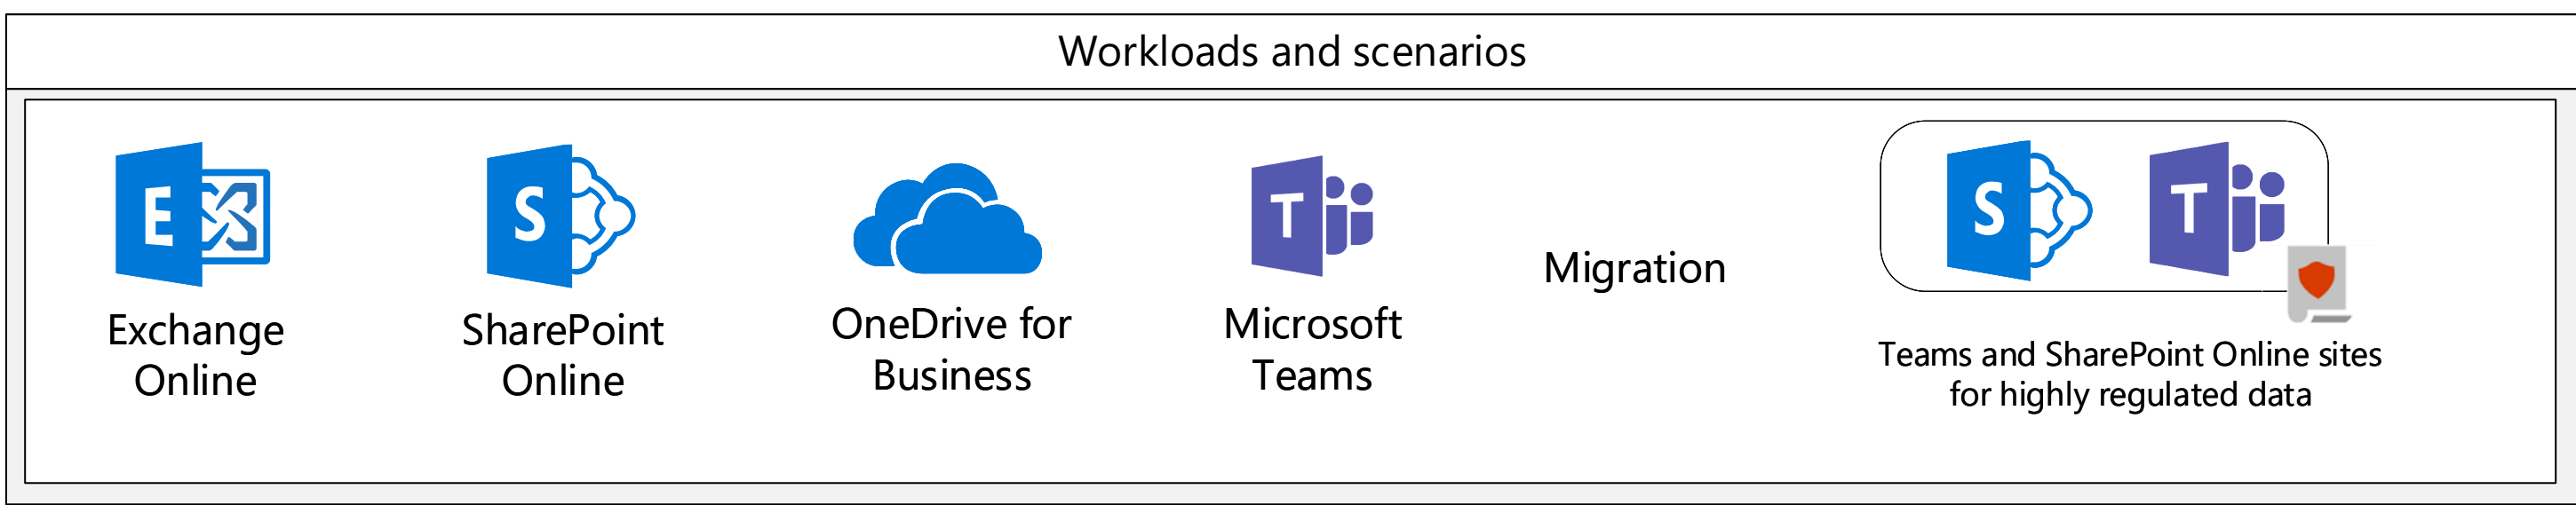 Workloads and scenarios
E
S
T
S
T
Migration
Exchange
Online
SharePoint
Online
OneDrive for
Business
Microsoft
Teams
Teams and SharePoint Online sites
for highly regulated data